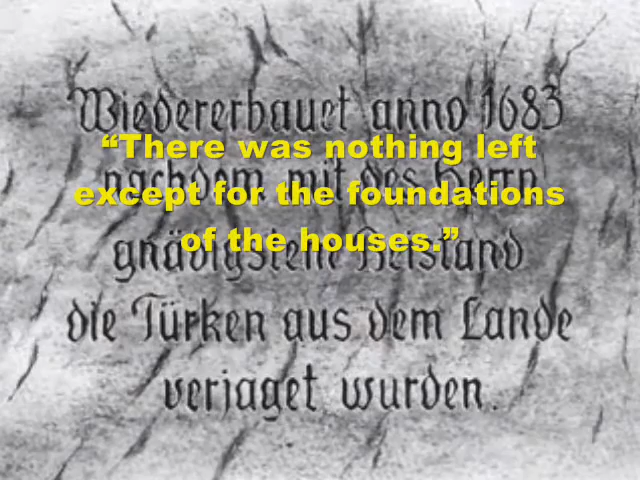 Wiedererbauet anno 1683
“There was nothing left
nachdem mit des Herrn
except for the foundations
of the houses.”
gnädigstem Beistand
die Türken aus dem Lande
verjaget wurden.